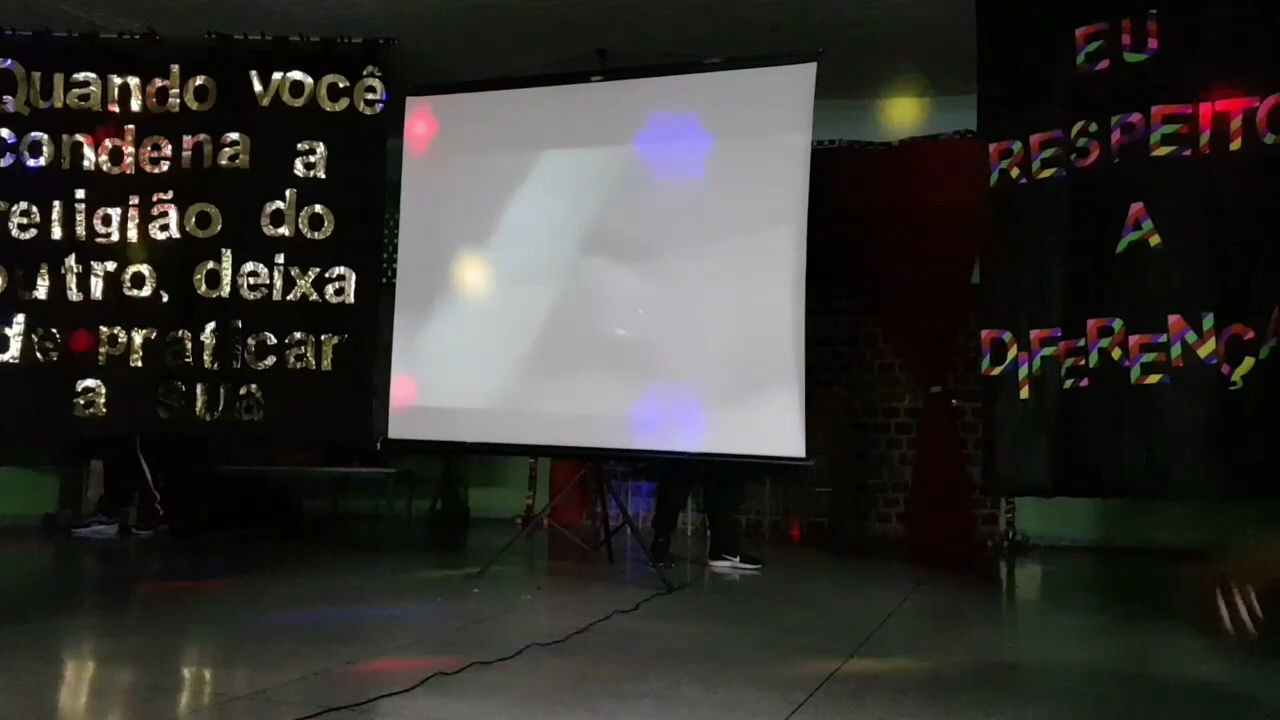 Quando você
condena a
religião do
outro, deixa
de praticar
a sua
EU
RESPEITO
A
DIFERENÇA